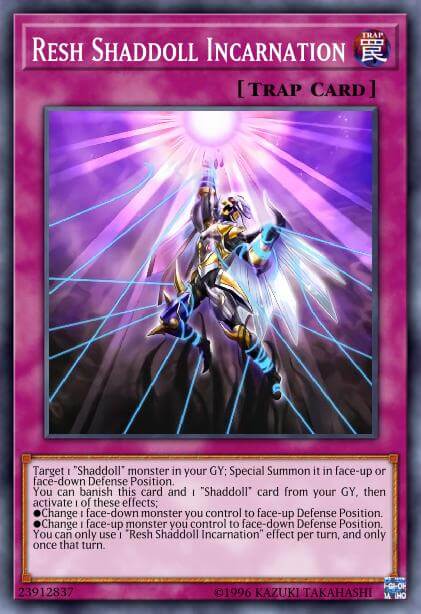 RESH SHADDOLL INCARNATION
TRAP
罠
[TRAP CARD]
Target 1 "Shaddoll" monster in your GY; Special Summon it in face-up or
face-down Defense Position.
You can banish this card and 1 "Shaddoll" card from your GY, then
activate 1 of these effects;
●Change 1 face-down monster you control to face-up Defense Position.
●Change 1 face-up monster you control to face-down Defense Position.
You can only use 1 "Resh Shaddoll Incarnation" effect per turn, and only
once that turn.
23912837
©1996 KAZUKI TAKAHASHI